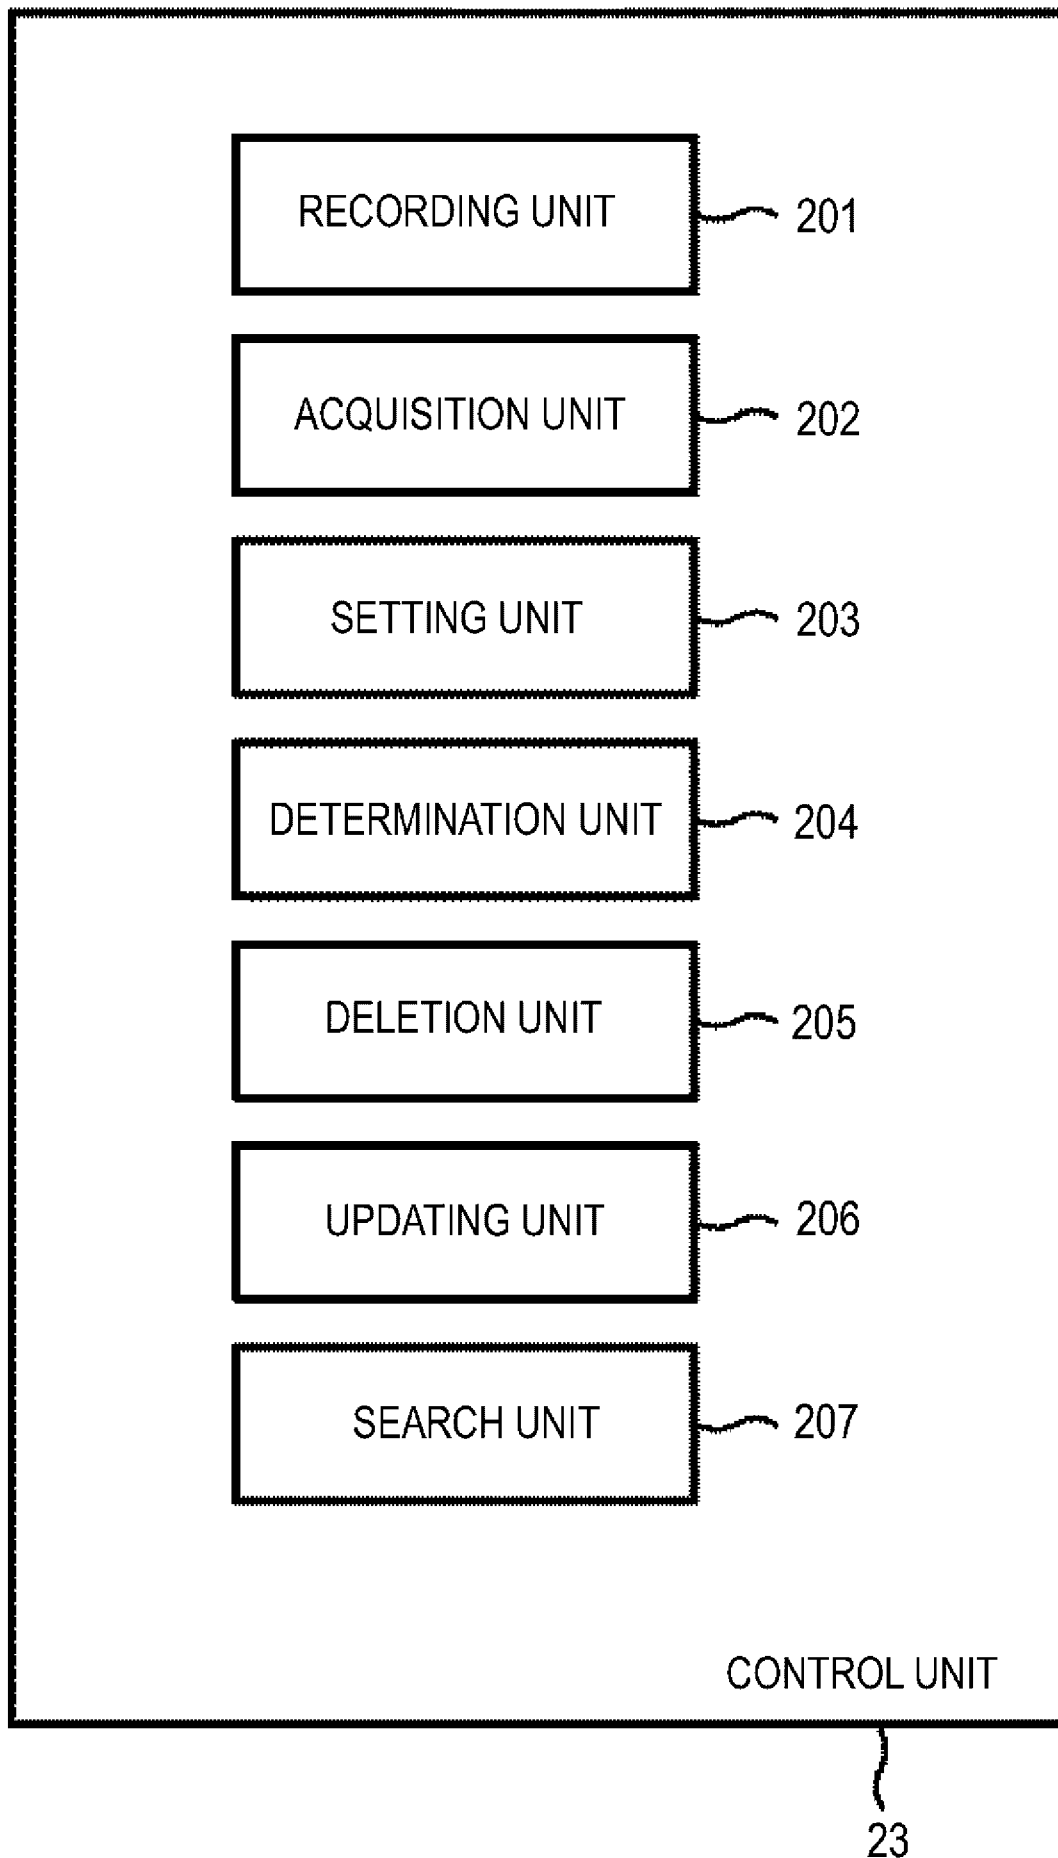 RECORDING UNIT 201
ACQUISITION UNIT 202
SETTING UNIT 203
DETERMINATION UNIT 204
DELETION UNIT 205
UPDATING UNIT 206
SEARCH UNIT 207
CONTROL UNIT
23